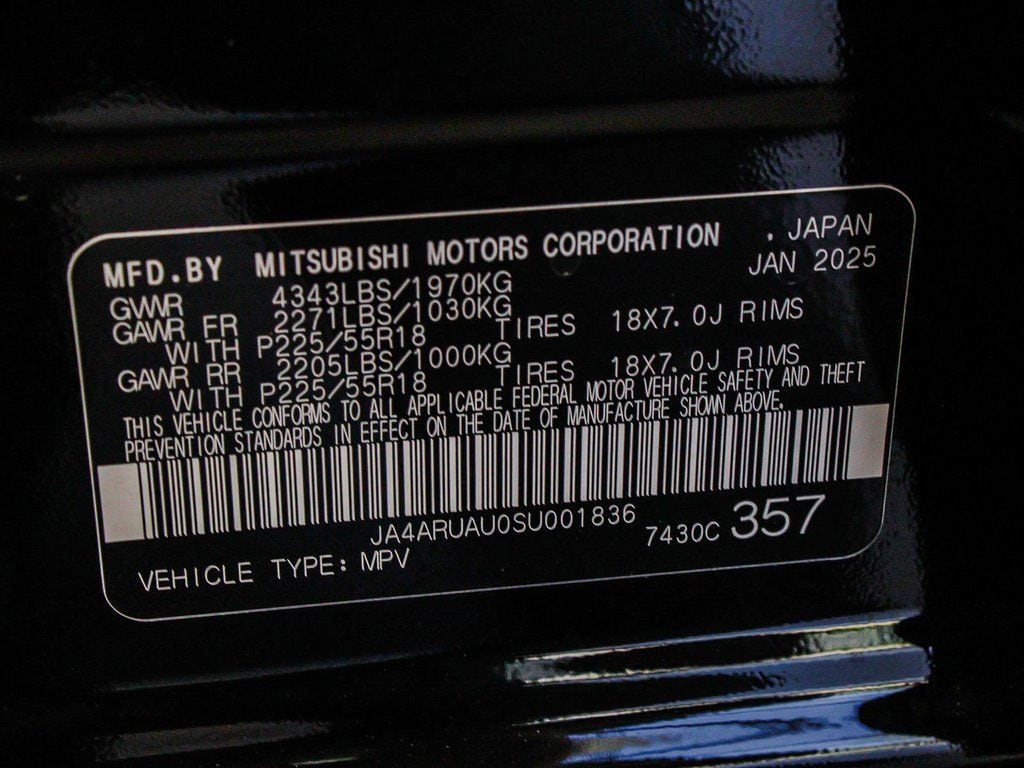 MFD.BY MITSUBISHI MOTORS CORPORATION . JAPAN
JAN 2025
GVWR 4343LBS/1970KG
GAWR FR 2271LBS/1030KG
WITH P225/55R18 TIRES 18X7.0J RIMS
GAWR RR 2205LBS/1000KG
WITH P225/55R18 TIRES 18X7.0J RIMS
THIS VEHICLE CONFORMS TO ALL APPLICABLE FEDERAL MOTOR VEHICLE SAFETY AND THEFT
PREVENTION STANDARDS IN EFFECT ON THE DATE OF MANUFACTURE SHOWN ABOVE.
JA4ARUAU0SU001836
7430C 357
VEHICLE TYPE: MPV